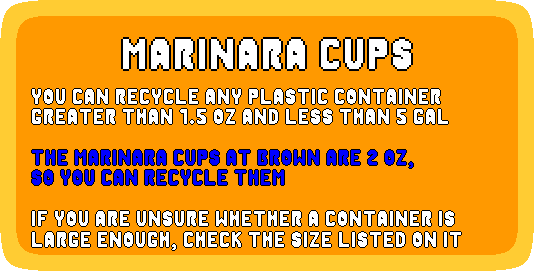 MARINARA CUPS
YOU CAN RECYCLE ANY PLASTIC CONTAINER
GREATER THAN 1.5 OZ AND LESS THAN 5 GAL
THE MARINARA CUPS AT BROWN ARE 2 OZ,
SO YOU CAN RECYCLE THEM
IF YOU ARE UNSURE WHETHER A CONTAINER IS
LARGE ENOUGH, CHECK THE SIZE LISTED ON IT